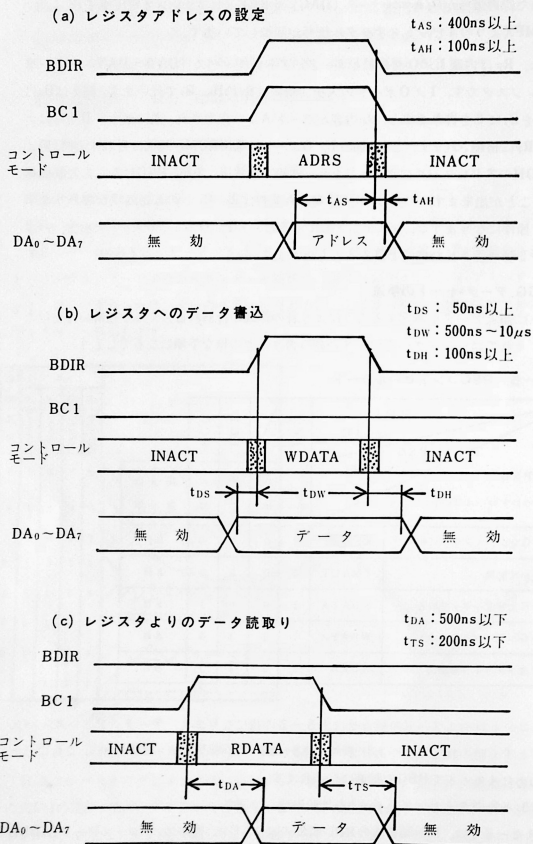 (a) レジスタアドレスの設定
tAS：400ns以上
tAH：100ns以上
BDIR
BC1
コントロール
モード
INACT ADRS INACT
tAS tAH
DA₀～DA₇ 無効 アドレス 無効
(b) レジスタへのデータ書込
tDS： 50ns以上
tDW：500ns～10μs
tDH：100ns以上
BDIR
BC1
コントロール
モード
INACT WDATA INACT
tDS tDW tDH
DA₀～DA₇ 無効 データ 無効
(c) レジスタよりのデータ読取り
tDA：500ns以下
tTS：200ns以下
BDIR
BC1
コントロール
モード
INACT RDATA INACT
tDA tTS
DA₀～DA₇ 無効 データ 無効